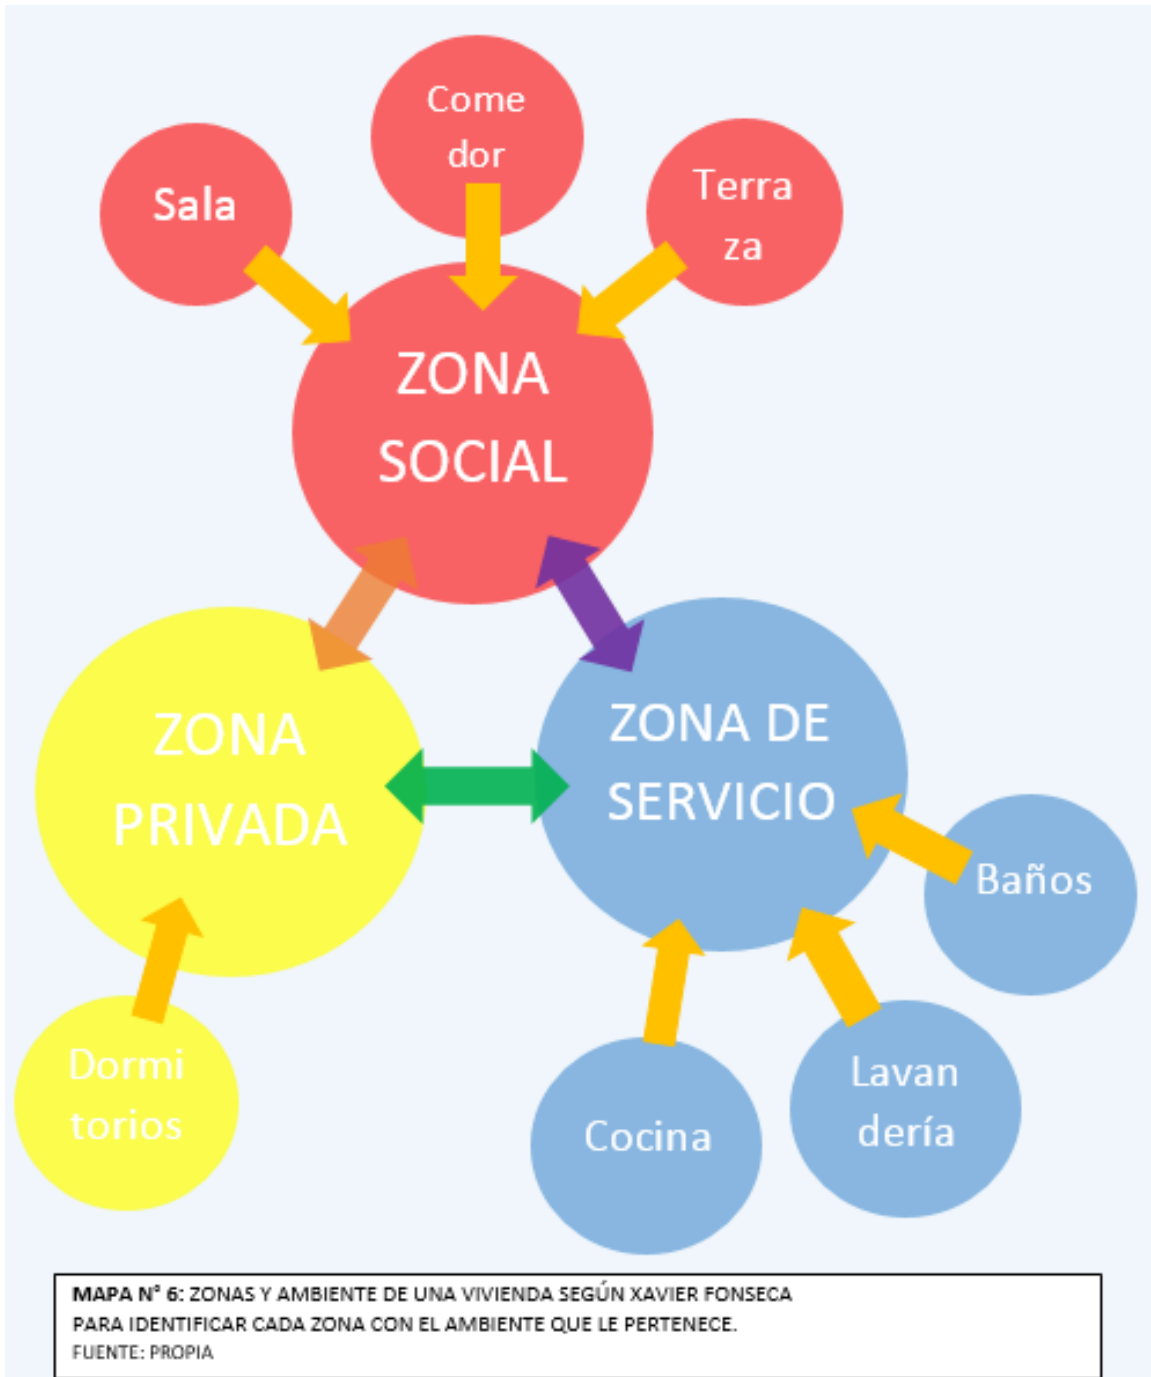 Come
dor
Sala
Terra
za
ZONA
SOCIAL
ZONA
PRIVADA
ZONA DE
SERVICIO
Baños
Dormi
torios
Cocina
Lavan
dería
MAPA N° 6: ZONAS Y AMBIENTE DE UNA VIVIENDA SEGÚN XAVIER FONSECA
PARA IDENTIFICAR CADA ZONA CON EL AMBIENTE QUE LE PERTENECE.
FUENTE: PROPIA